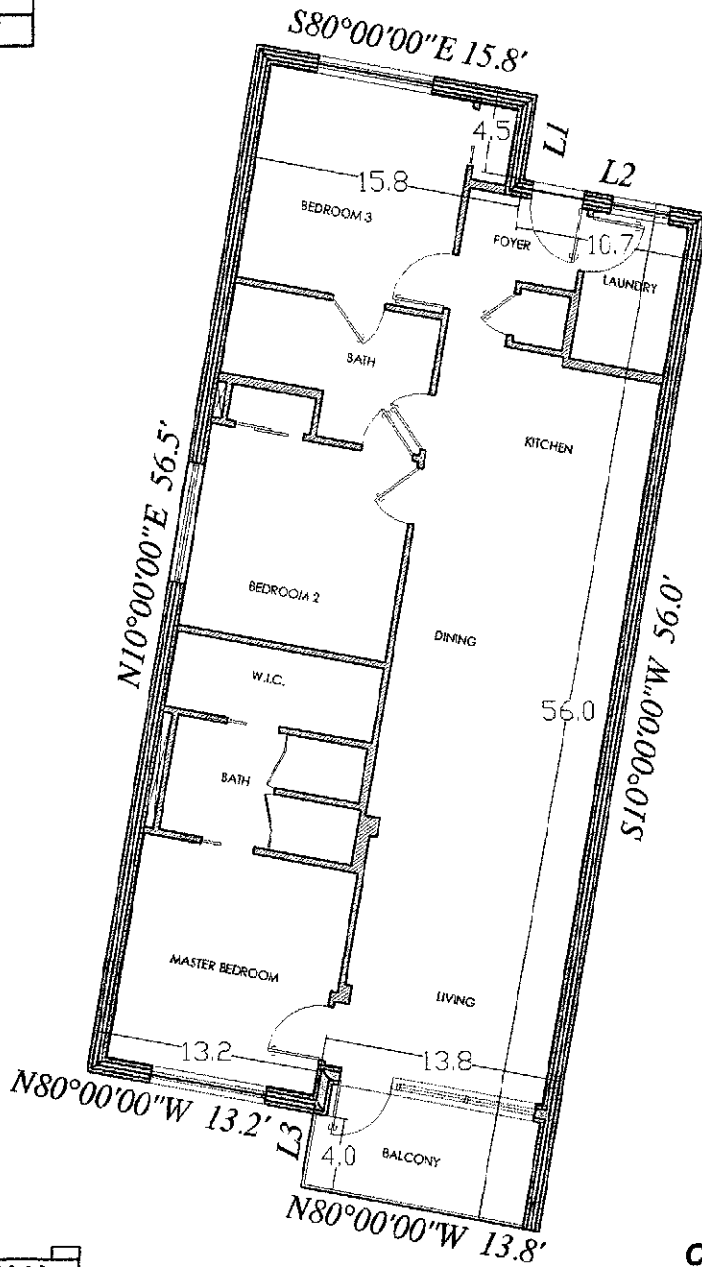 S80°00'00"E 15.8'
4.5
L1
L2
15.8
BEDROOM 3
FOYER
10.7
LAUNDRY
BATH
KITCHEN
N10°00'00"E 56.5'
BEDROOM 2
DINING
S10°00'00"W 56.0'
W.I.C.
56.0
BATH
MASTER BEDROOM
LIVING
13.2
13.8
N80°00'00"W 13.2'
L3
4.0
BALCONY
N80°00'00"W 13.8'